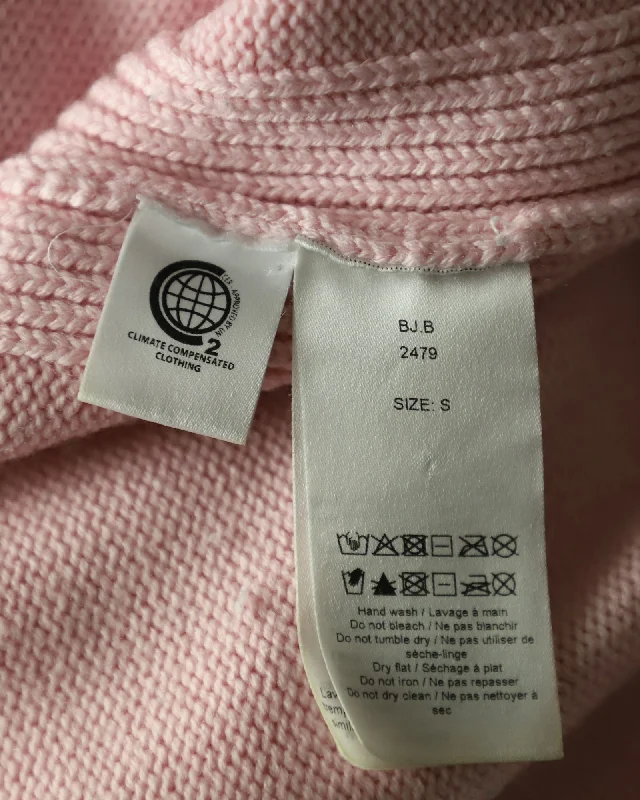 2
CLIMATE COMPENSATED
CLOTHING
BJ.B
2479
SIZE: S
Hand wash / Lavage à main
Do not bleach / Ne pas blanchir
Do not tumble dry / Ne pas utiliser de
sèche-linge
Dry flat / Séchage à plat
Do not iron / Ne pas repasser
Do not dry clean / Ne pas nettoyer à
sec